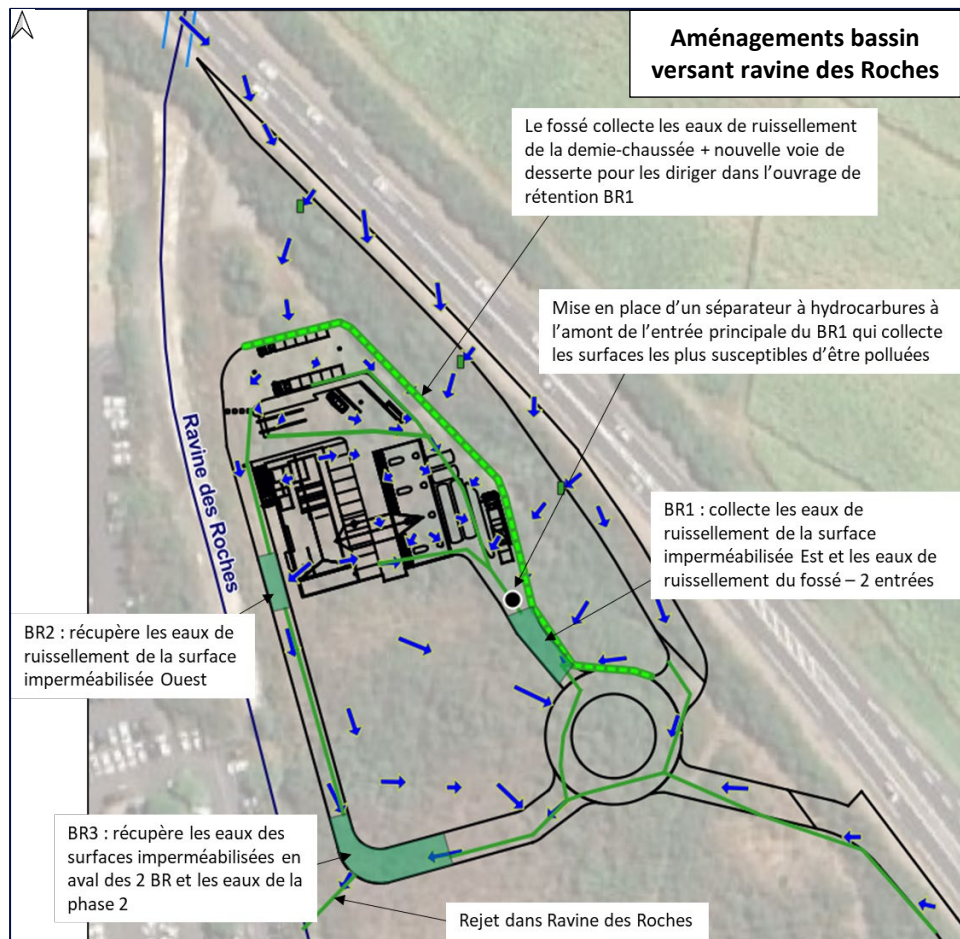 Aménagements bassin
versant ravine des Roches
Le fossé collecte les eaux de ruissellement
de la demie-chaussée + nouvelle voie de
desserte pour les diriger dans l’ouvrage de
rétention BR1
Mise en place d’un séparateur à hydrocarbures à
l’amont de l’entrée principale du BR1 qui collecte
les surfaces les plus susceptibles d’être polluées
Ravine des Roches
BR1 : collecte les eaux de
ruissellement de la surface
imperméabilisée Est et les eaux de
ruissellement du fossé – 2 entrées
BR2 : récupère les eaux de
ruissellement de la surface
imperméabilisée Ouest
BR3 : récupère les eaux des
surfaces imperméabilisées en
aval des 2 BR et les eaux de la
phase 2
Rejet dans Ravine des Roches